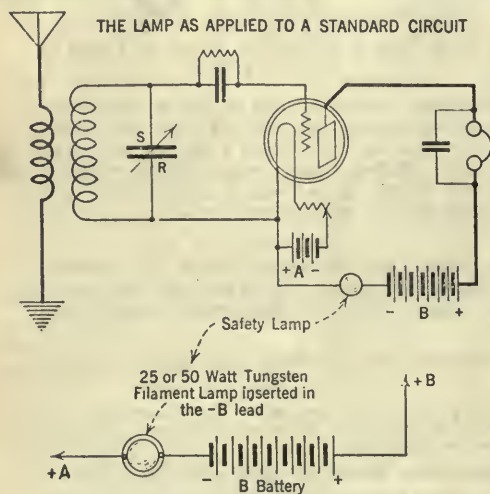 THE LAMP AS APPLIED TO A STANDARD CIRCUIT
S
R
+ A -
- B +
Safety Lamp
25 or 50 Watt Tungsten
Filament Lamp inserted in
the -B lead
+B
+A
- +
B Battery